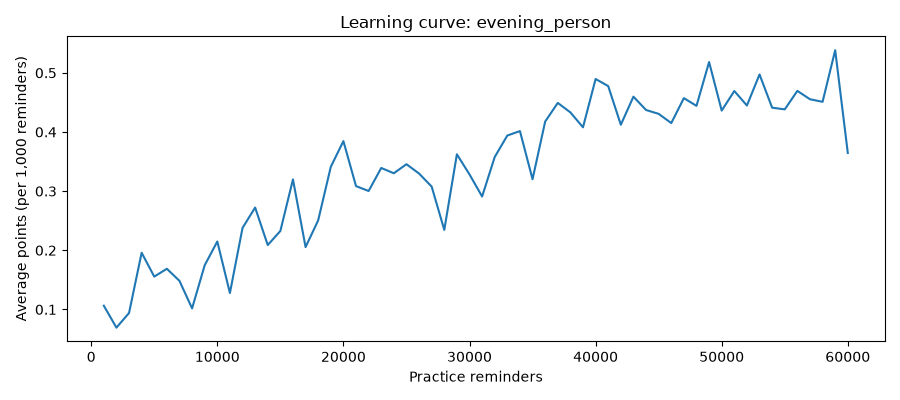 Learning curve: evening_person
Average points (per 1,000 reminders)
0.5
0.4
0.3
0.2
0.1
0 10000 20000 30000 40000 50000 60000
Practice reminders